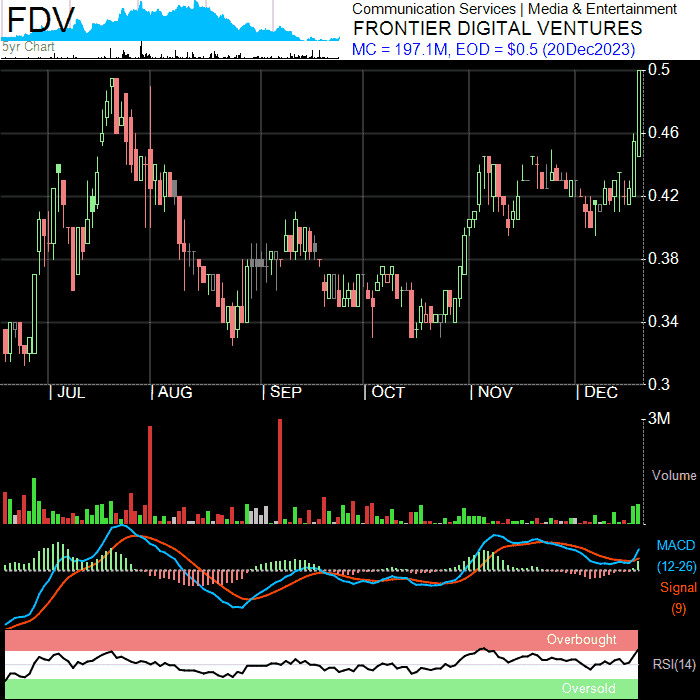 FDV
5yr Chart
Communication Services | Media & Entertainment
FRONTIER DIGITAL VENTURES
MC = 197.1M, EOD = $0.5 (20Dec2023)
0.5
0.46
0.42
0.38
0.34
0.3
JUL
AUG
SEP
OCT
NOV
DEC
3M
Volume
MACD
(12-26)
Signal
(9)
Overbought
RSI(14)
Oversold